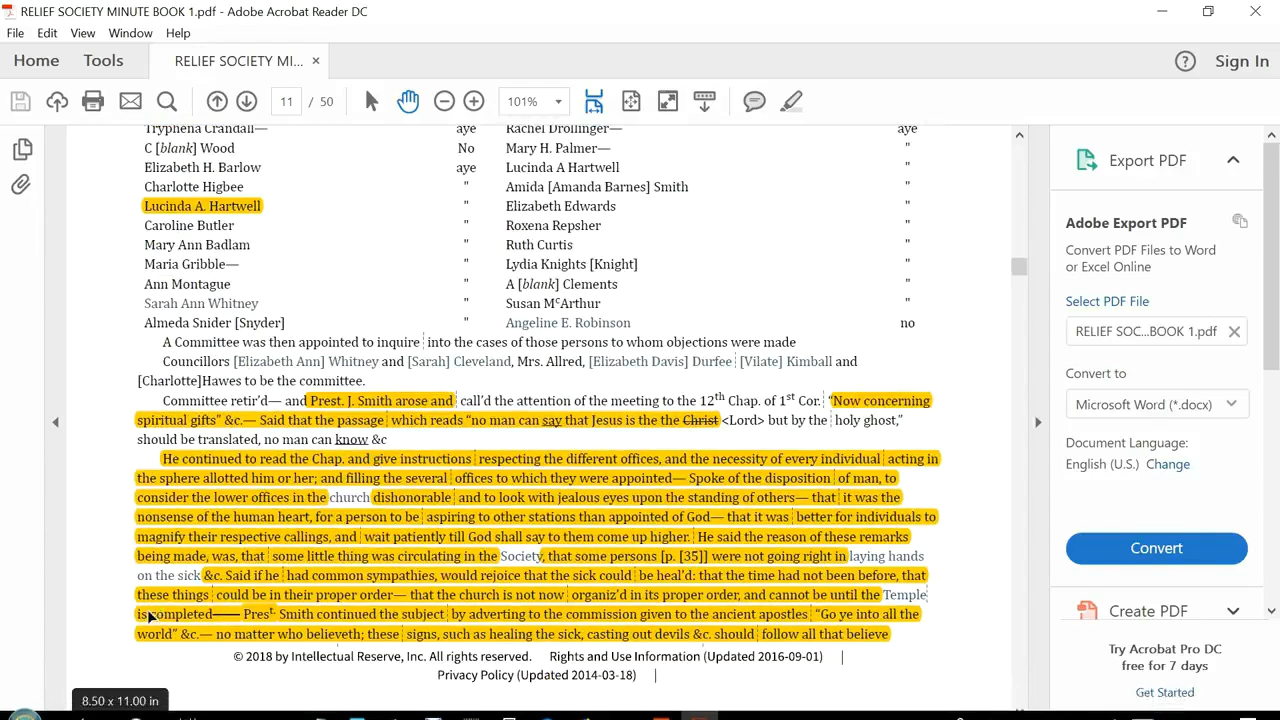 RELIEF SOCIETY MINUTE BOOK 1.pdf - Adobe Acrobat Reader DC
File Edit View Window Help
Home Tools RELIEF SOCIETY MI... × Sign In
11 / 50 101%
Tryphena Crandall— aye Rachel Drollinger— aye
C [blank] Wood No Mary H. Palmer— "
Elizabeth H. Barlow aye Lucinda A Hartwell "
Charlotte Higbee " Amida [Amanda Barnes] Smith "
Lucinda A. Hartwell " Elizabeth Edwards "
Caroline Butler " Roxena Repsher "
Mary Ann Badlam " Ruth Curtis "
Maria Gribble— " Lydia Knights [Knight] "
Ann Montague " A [blank] Clements "
Sarah Ann Whitney " Susan McArthur "
Almeda Snider [Snyder] " Angeline E. Robinson no
A Committee was then appointed to inquire into the cases of those persons to whom objections were made
Councillors [Elizabeth Ann] Whitney and [Sarah] Cleveland, Mrs. Allred, [Elizabeth Davis] Durfee [Vilate] Kimball and
[Charlotte]Hawes to be the committee.
Committee retir'd— and Prest. J. Smith arose and call'd the attention of the meeting to the 12th Chap. of 1st Cor. "Now concerning
spiritual gifts" &c.— Said that the passage which reads "no man can say that Jesus is the the Christ <Lord> but by the holy ghost,"
should be translated, no man can know &c
He continued to read the Chap. and give instructions respecting the different offices, and the necessity of every individual acting in
the sphere allotted him or her; and filling the several offices to which they were appointed— Spoke of the disposition of man, to
consider the lower offices in the church dishonorable and to look with jealous eyes upon the standing of others— that it was the
nonsense of the human heart, for a person to be aspiring to other stations than appointed of God— that it was better for individuals to
magnify their respective callings, and wait patiently till God shall say to them come up higher. He said the reason of these remarks
being made, was, that some little thing was circulating in the Society, that some persons [p. [35]] were not going right in laying hands
on the sick &c. Said if he had common sympathies, would rejoice that the sick could be heal'd: that the time had not been before, that
these things could be in their proper order— that the church is not now organiz'd in its proper order, and cannot be until the Temple
is completed—— Prest. Smith continued the subject by adverting to the commission given to the ancient apostles "Go ye into all the
world" &c.— no matter who believeth; these signs, such as healing the sick, casting out devils &c. should follow all that believe
© 2018 by Intellectual Reserve, Inc. All rights reserved. Rights and Use Information (Updated 2016-09-01) |
Privacy Policy (Updated 2014-03-18) |
8.50 x 11.00 in
Export PDF
Adobe Export PDF
Convert PDF Files to Word
or Excel Online
Select PDF File
RELIEF SOC...BOOK 1.pdf ×
Convert to
Microsoft Word (*.docx)
Document Language:
English (U.S.) Change
Convert
Create PDF
Try Acrobat Pro DC
free for 7 days
Get Started